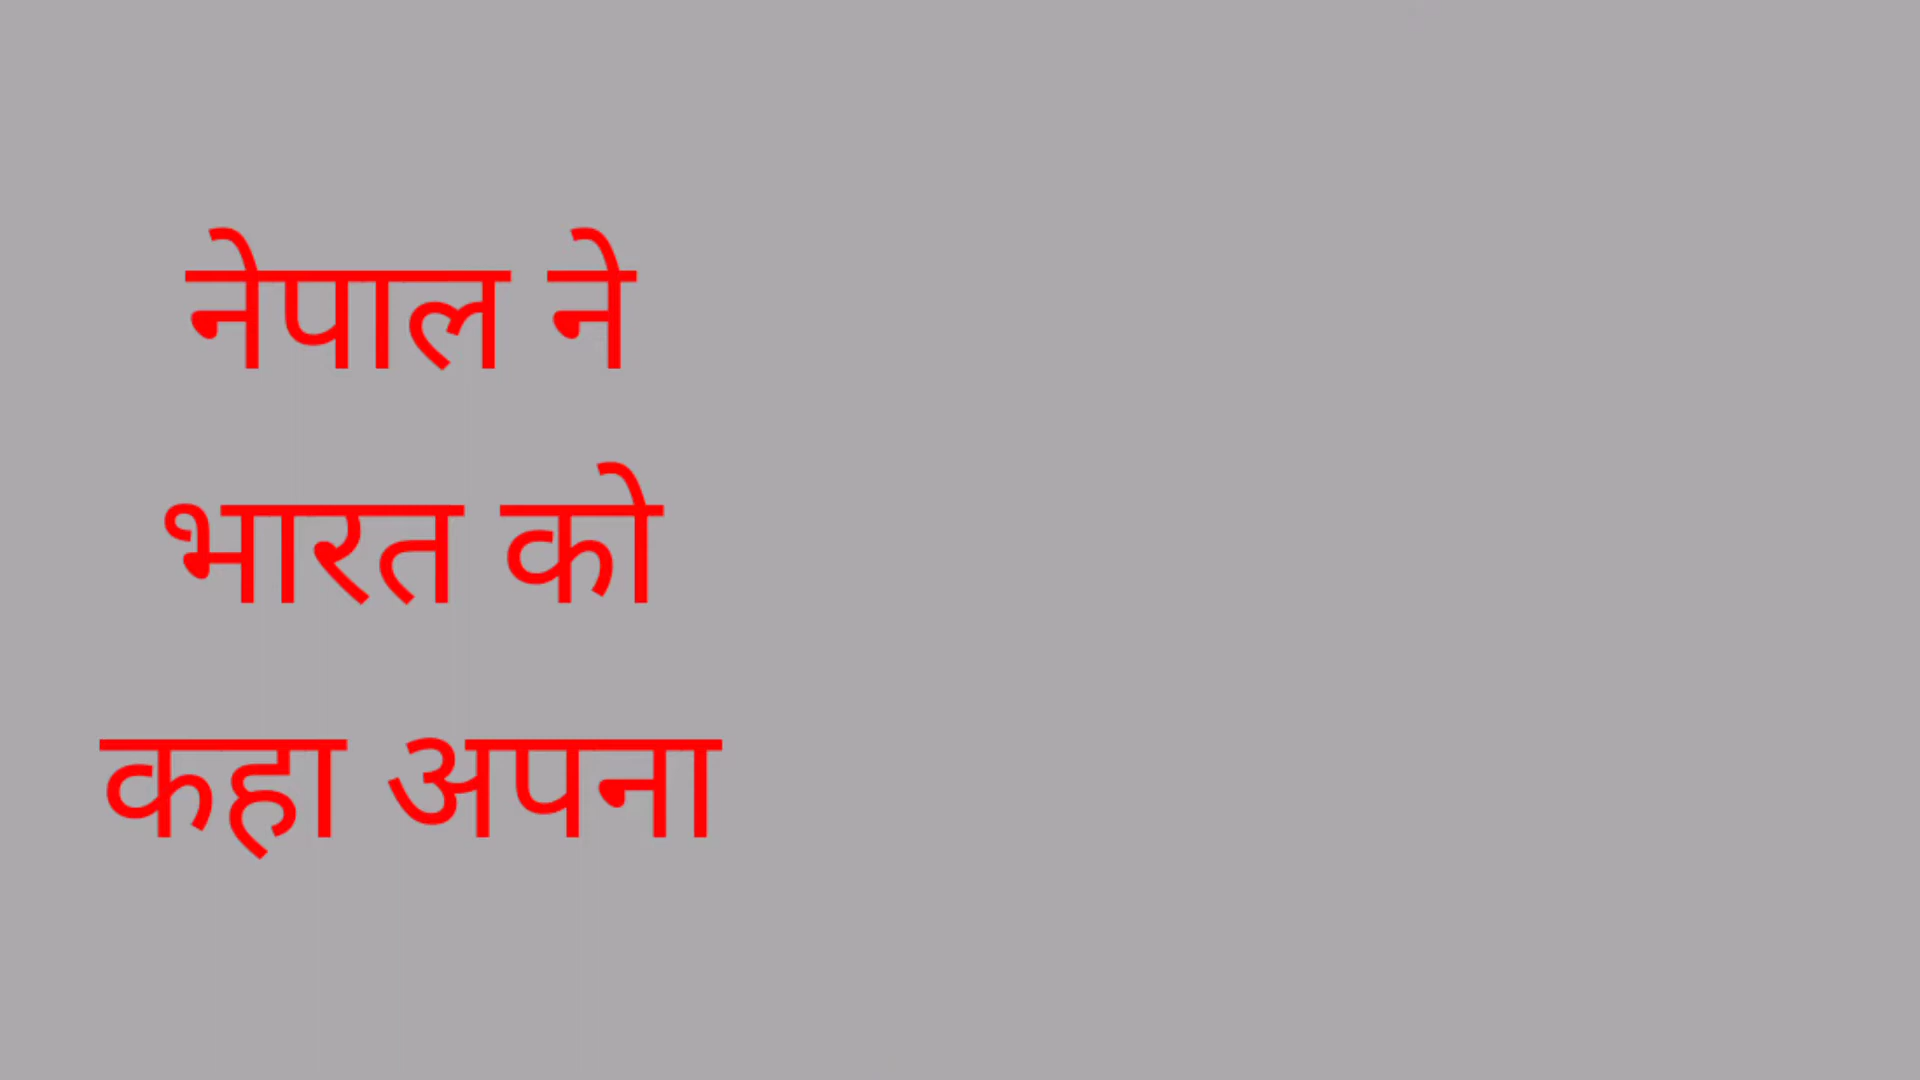 नेपाल ने
भारत को
कहा अपना